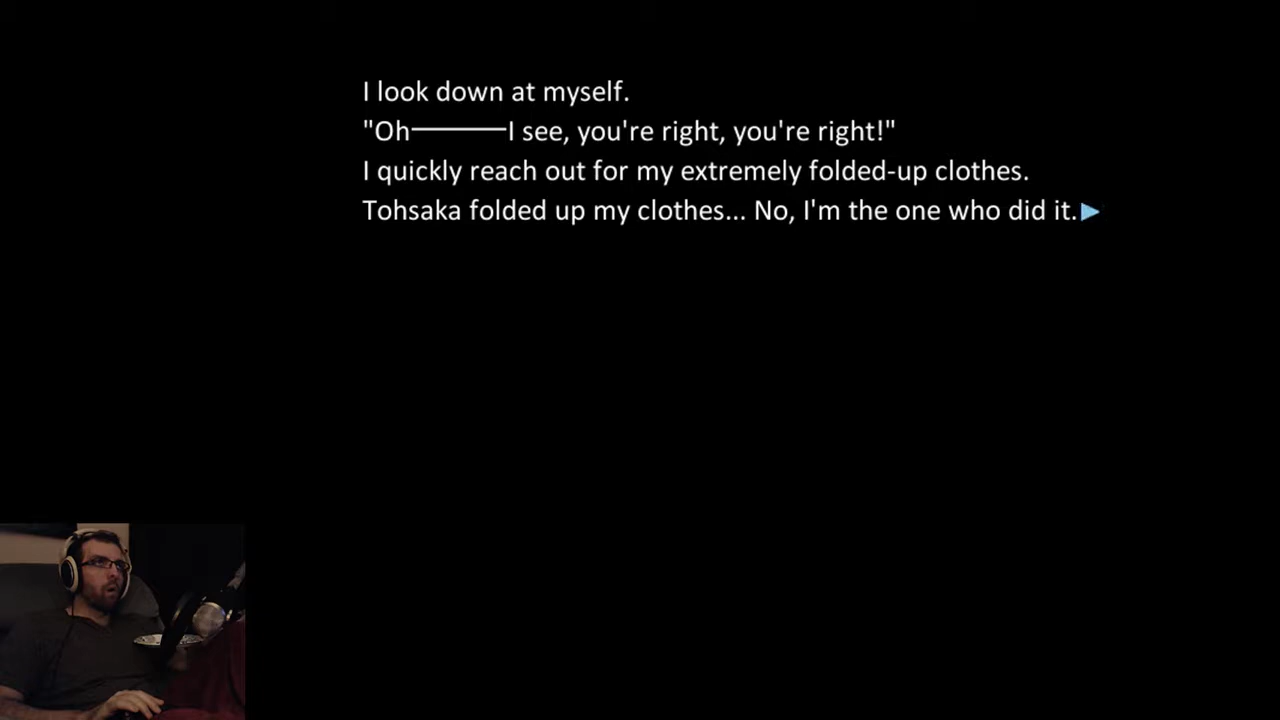 I look down at myself.
"Oh————I see, you're right, you're right!"
I quickly reach out for my extremely folded-up clothes.
Tohsaka folded up my clothes... No, I'm the one who did it.